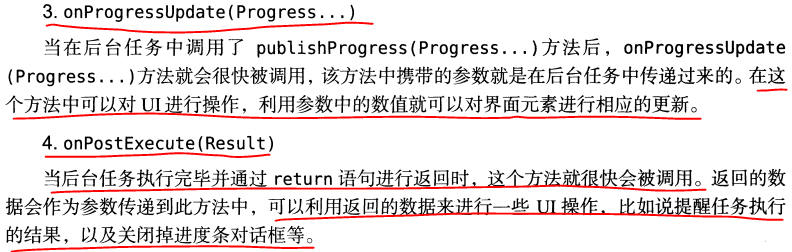 3. onProgressUpdate(Progress...)
当在后台任务中调用了 publishProgress(Progress...)方法后，onProgressUpdate
(Progress...)方法就会很快被调用，该方法中携带的参数就是在后台任务中传递过来的。在这
个方法中可以对 UI 进行操作，利用参数中的数值就可以对界面元素进行相应的更新。
4. onPostExecute(Result)
当后台任务执行完毕并通过 return 语句进行返回时，这个方法就很快会被调用。返回的数
据会作为参数传递到此方法中，可以利用返回的数据来进行一些 UI 操作，比如说提醒任务执行
的结果，以及关闭掉进度条对话框等。